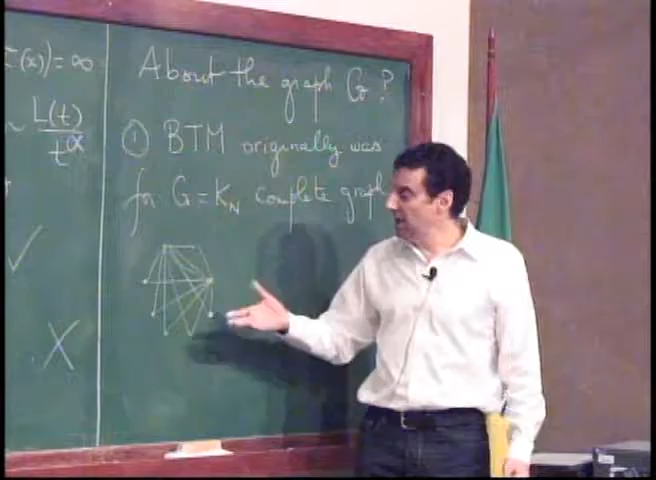 τ(x)) = ∞
L(t)
t^α
About the graph G ?
① BTM originally was
for G = K_N complete graph